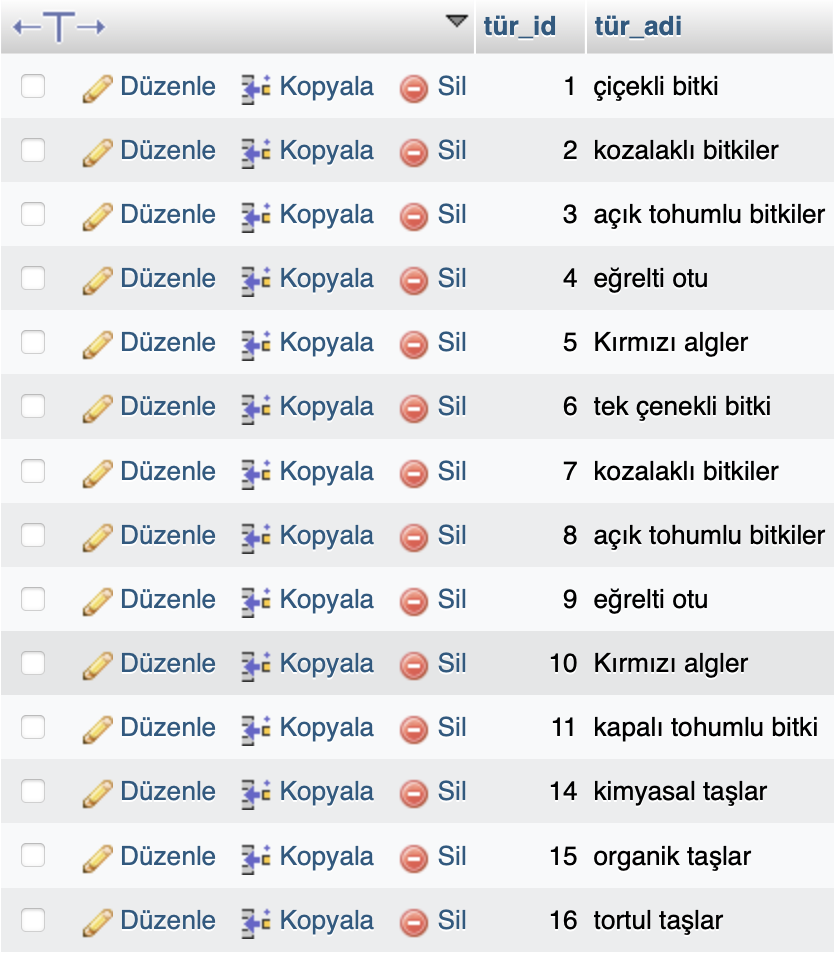 tür_id tür_adi
Düzenle Kopyala Sil 1 çiçekli bitki
Düzenle Kopyala Sil 2 kozalaklı bitkiler
Düzenle Kopyala Sil 3 açık tohumlu bitkiler
Düzenle Kopyala Sil 4 eğrelti otu
Düzenle Kopyala Sil 5 Kırmızı algler
Düzenle Kopyala Sil 6 tek çenekli bitki
Düzenle Kopyala Sil 7 kozalaklı bitkiler
Düzenle Kopyala Sil 8 açık tohumlu bitkiler
Düzenle Kopyala Sil 9 eğrelti otu
Düzenle Kopyala Sil 10 Kırmızı algler
Düzenle Kopyala Sil 11 kapalı tohumlu bitki
Düzenle Kopyala Sil 14 kimyasal taşlar
Düzenle Kopyala Sil 15 organik taşlar
Düzenle Kopyala Sil 16 tortul taşlar